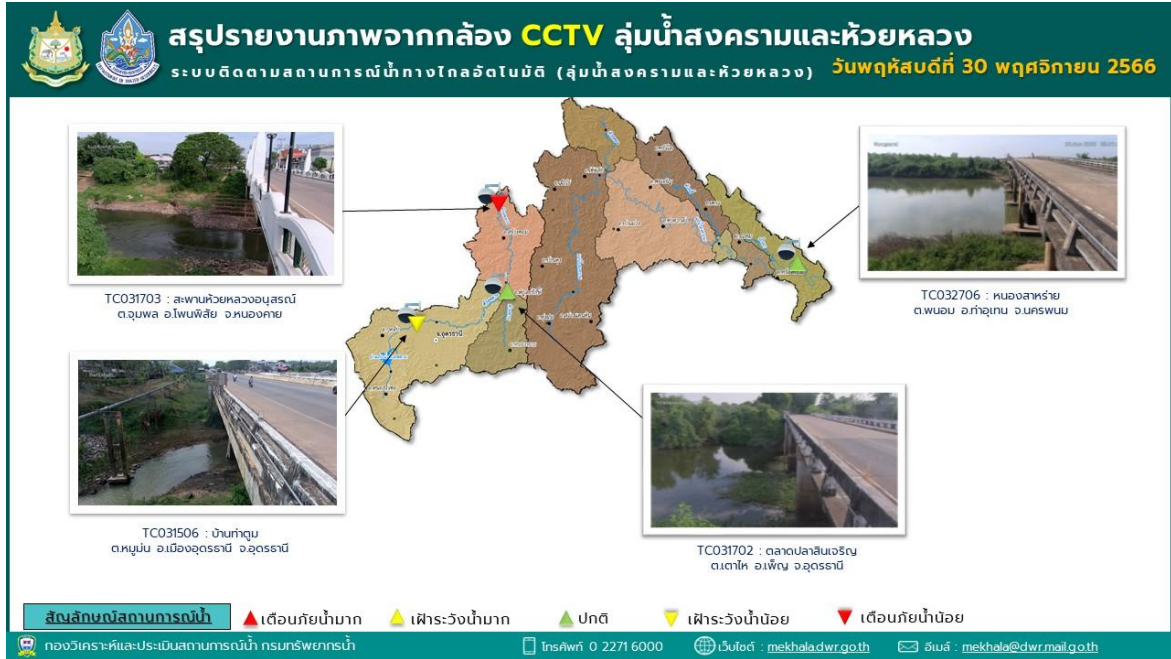 สรุปรายงานภาพจากกล้อง CCTV ลุ่มน้ำสงครามและห้วยหลวง
ระบบติดตามสถานการณ์น้ำทางไกลอัตโนมัติ (ลุ่มน้ำสงครามและห้วยหลวง)
วันพฤหัสบดีที่ 30 พฤศจิกายน 2566
TC031703 : สะพานห้วยหลวงอนุสรณ์
ต.จุมพล อ.โพนพิสัย จ.หนองคาย
TC032706 : หนองสาหร่าย
ต.พนอม อ.ท่าอุเทน จ.นครพนม
จ.อุดรธานี
TC031506 : บ้านท่าตูม
ต.หมูม่น อ.เมืองอุดรธานี จ.อุดรธานี
TC031702 : ตลาดปลาสินเจริญ
ต.เตาไห อ.เพ็ญ จ.อุดรธานี
สัญลักษณ์สถานการณ์น้ำ
เตือนภัยน้ำมาก
เฝ้าระวังน้ำมาก
ปกติ
เฝ้าระวังน้ำน้อย
เตือนภัยน้ำน้อย
กองวิเคราะห์และประเมินสถานการณ์น้ำ กรมทรัพยากรน้ำ
โทรศัพท์ 0 2271 6000
เว็บไซต์ : mekhala.dwr.go.th
อีเมล์ : mekhala@dwr.mail.go.th